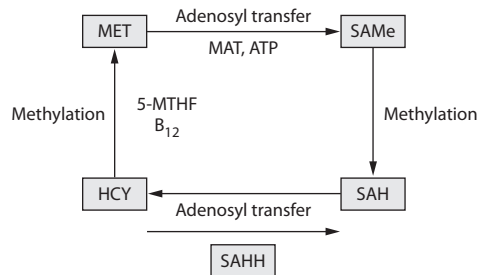 MET
Adenosyl transfer
MAT, ATP
SAMe
Methylation
5-MTHF
B₁₂
Methylation
HCY
SAH
Adenosyl transfer
SAHH